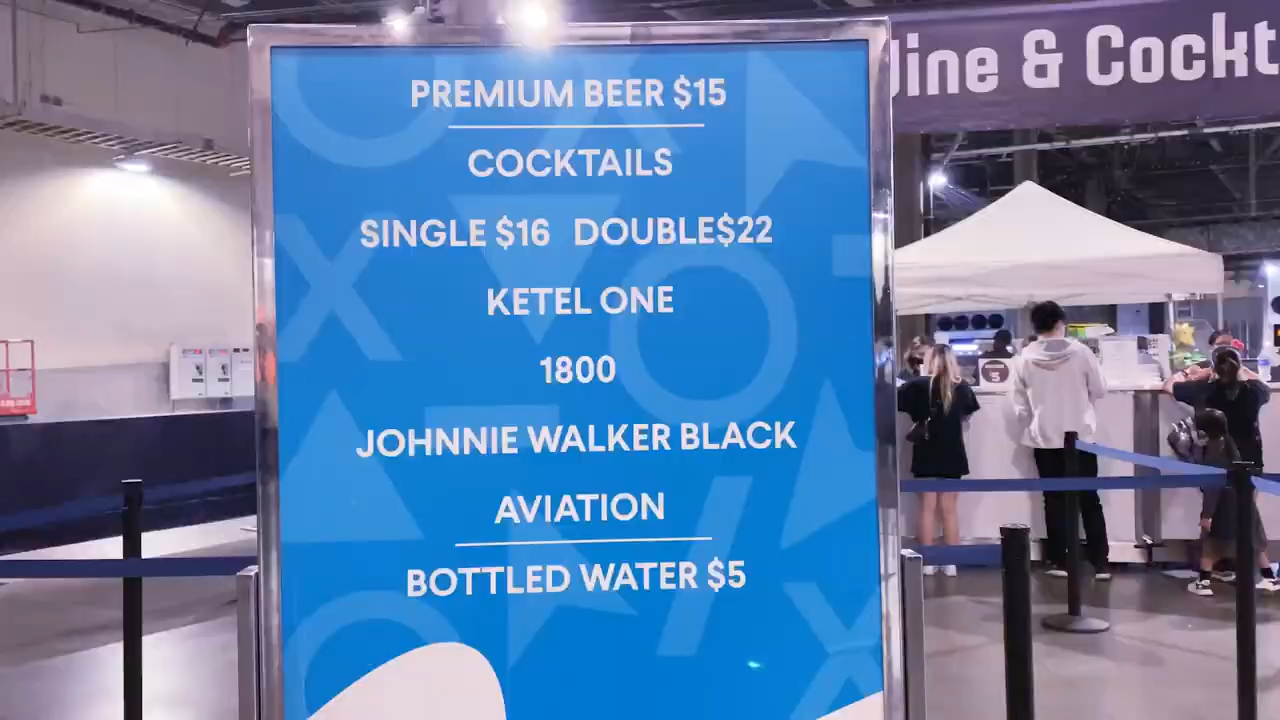 PREMIUM BEER $15
COCKTAILS
SINGLE $16 DOUBLE$22
KETEL ONE
1800
JOHNNIE WALKER BLACK
AVIATION
BOTTLED WATER $5
ine & Cockt
$5